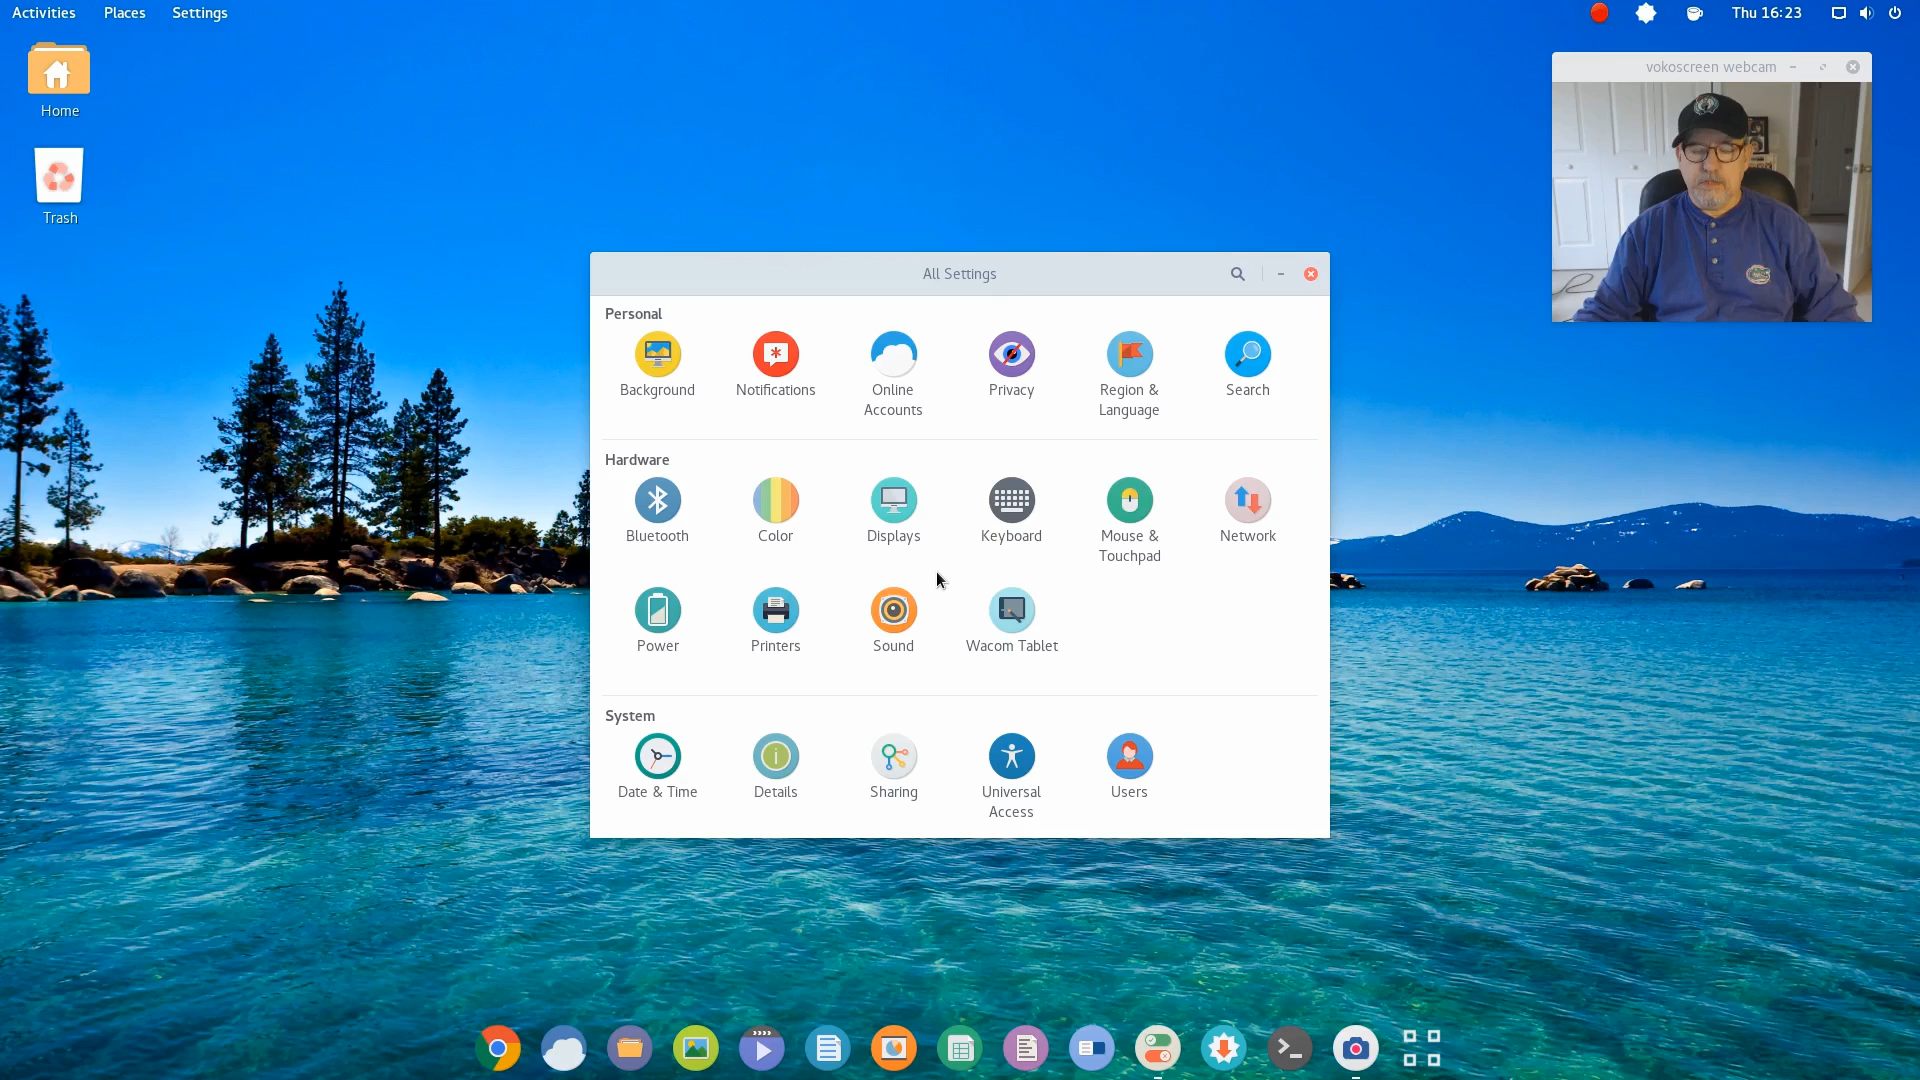 Activities Places Settings
Thu 16:23
Home
Trash
vokoscreen webcam
All Settings
Personal
Background
Notifications
Online
Accounts
Privacy
Region &
Language
Search
Hardware
Bluetooth
Color
Displays
Keyboard
Mouse &
Touchpad
Network
Power
Printers
Sound
Wacom Tablet
System
Date & Time
Details
Sharing
Universal
Access
Users